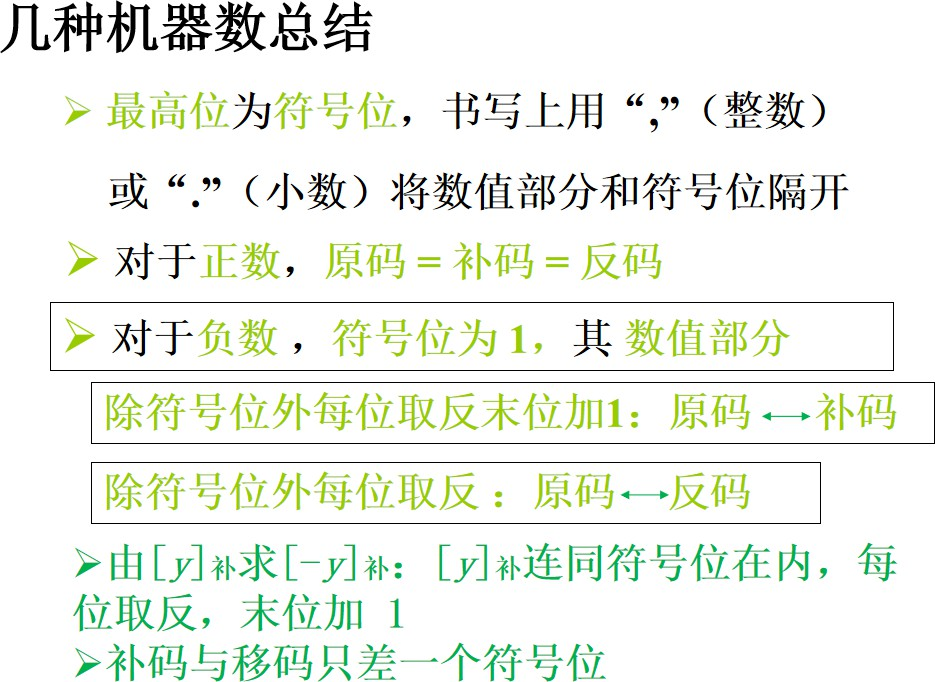 几种机器数总结
➢ 最高位为符号位，书写上用“,”（整数）
或“.”（小数）将数值部分和符号位隔开
➢ 对于正数，原码 = 补码 = 反码
➢ 对于负数 ，符号位为 1，其 数值部分
除符号位外每位取反末位加1：原码 ⟷ 补码
除符号位外每位取反 ：原码 ⟷ 反码
➢由[y]补求[-y]补：[y]补连同符号位在内，每
位取反，末位加 1
➢补码与移码只差一个符号位